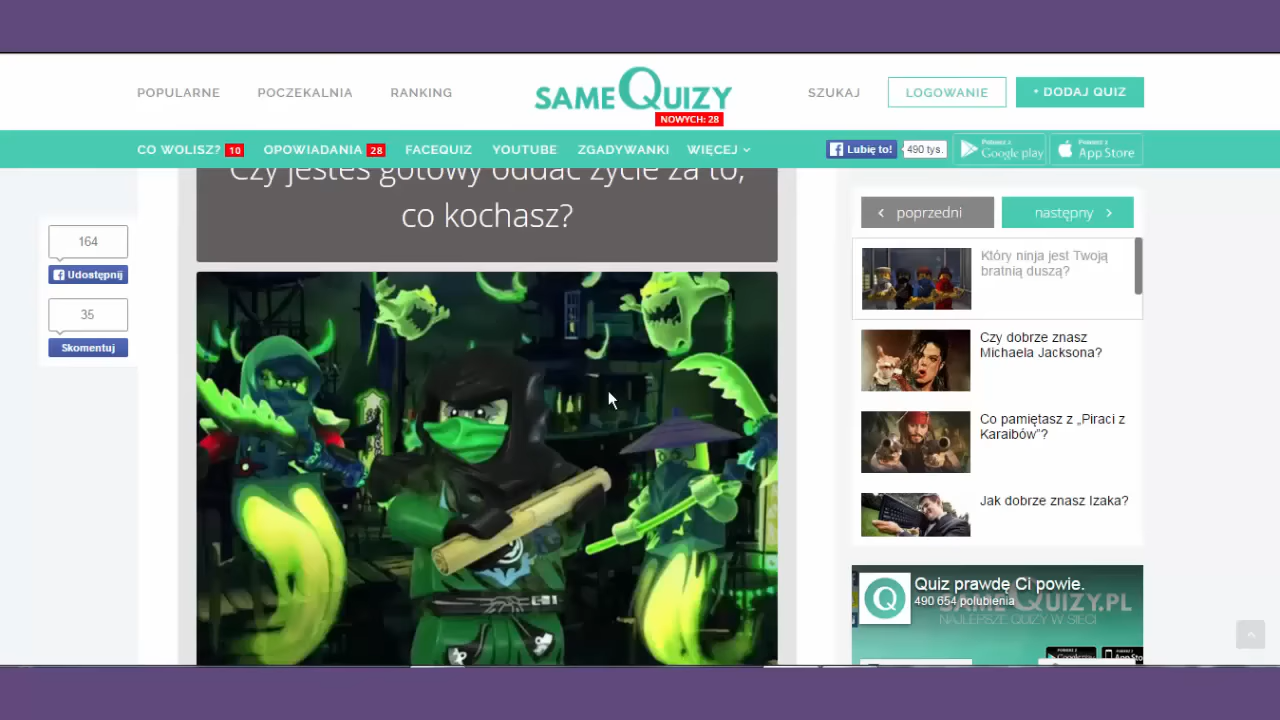 POPULARNE
POCZEKALNIA
RANKING
SAMEQUIZY
NOWYCH: 28
SZUKAJ
LOGOWANIE
+ DODAJ QUIZ
CO WOLISZ? 10
OPOWIADANIA 28
FACEQUIZ
YOUTUBE
ZGADYWANKI
WIĘCEJ
Lubię to!
490 tys.
POBIERZ Z
Google play
POBIERZ Z
App Store
Czy jesteś gotowy oddać życie za to,
co kochasz?
164
Udostępnij
35
Skomentuj
poprzedni
następny
Który ninja jest Twoją
bratnią duszą?
Czy dobrze znasz
Michaela Jacksona?
Co pamiętasz z „Piraci z
Karaibów”?
Jak dobrze znasz Izaka?
Quiz prawdę Ci powie.
490 654 polubienia
SAMEQUIZY.PL
NAJLEPSZE QUIZY W SIECI